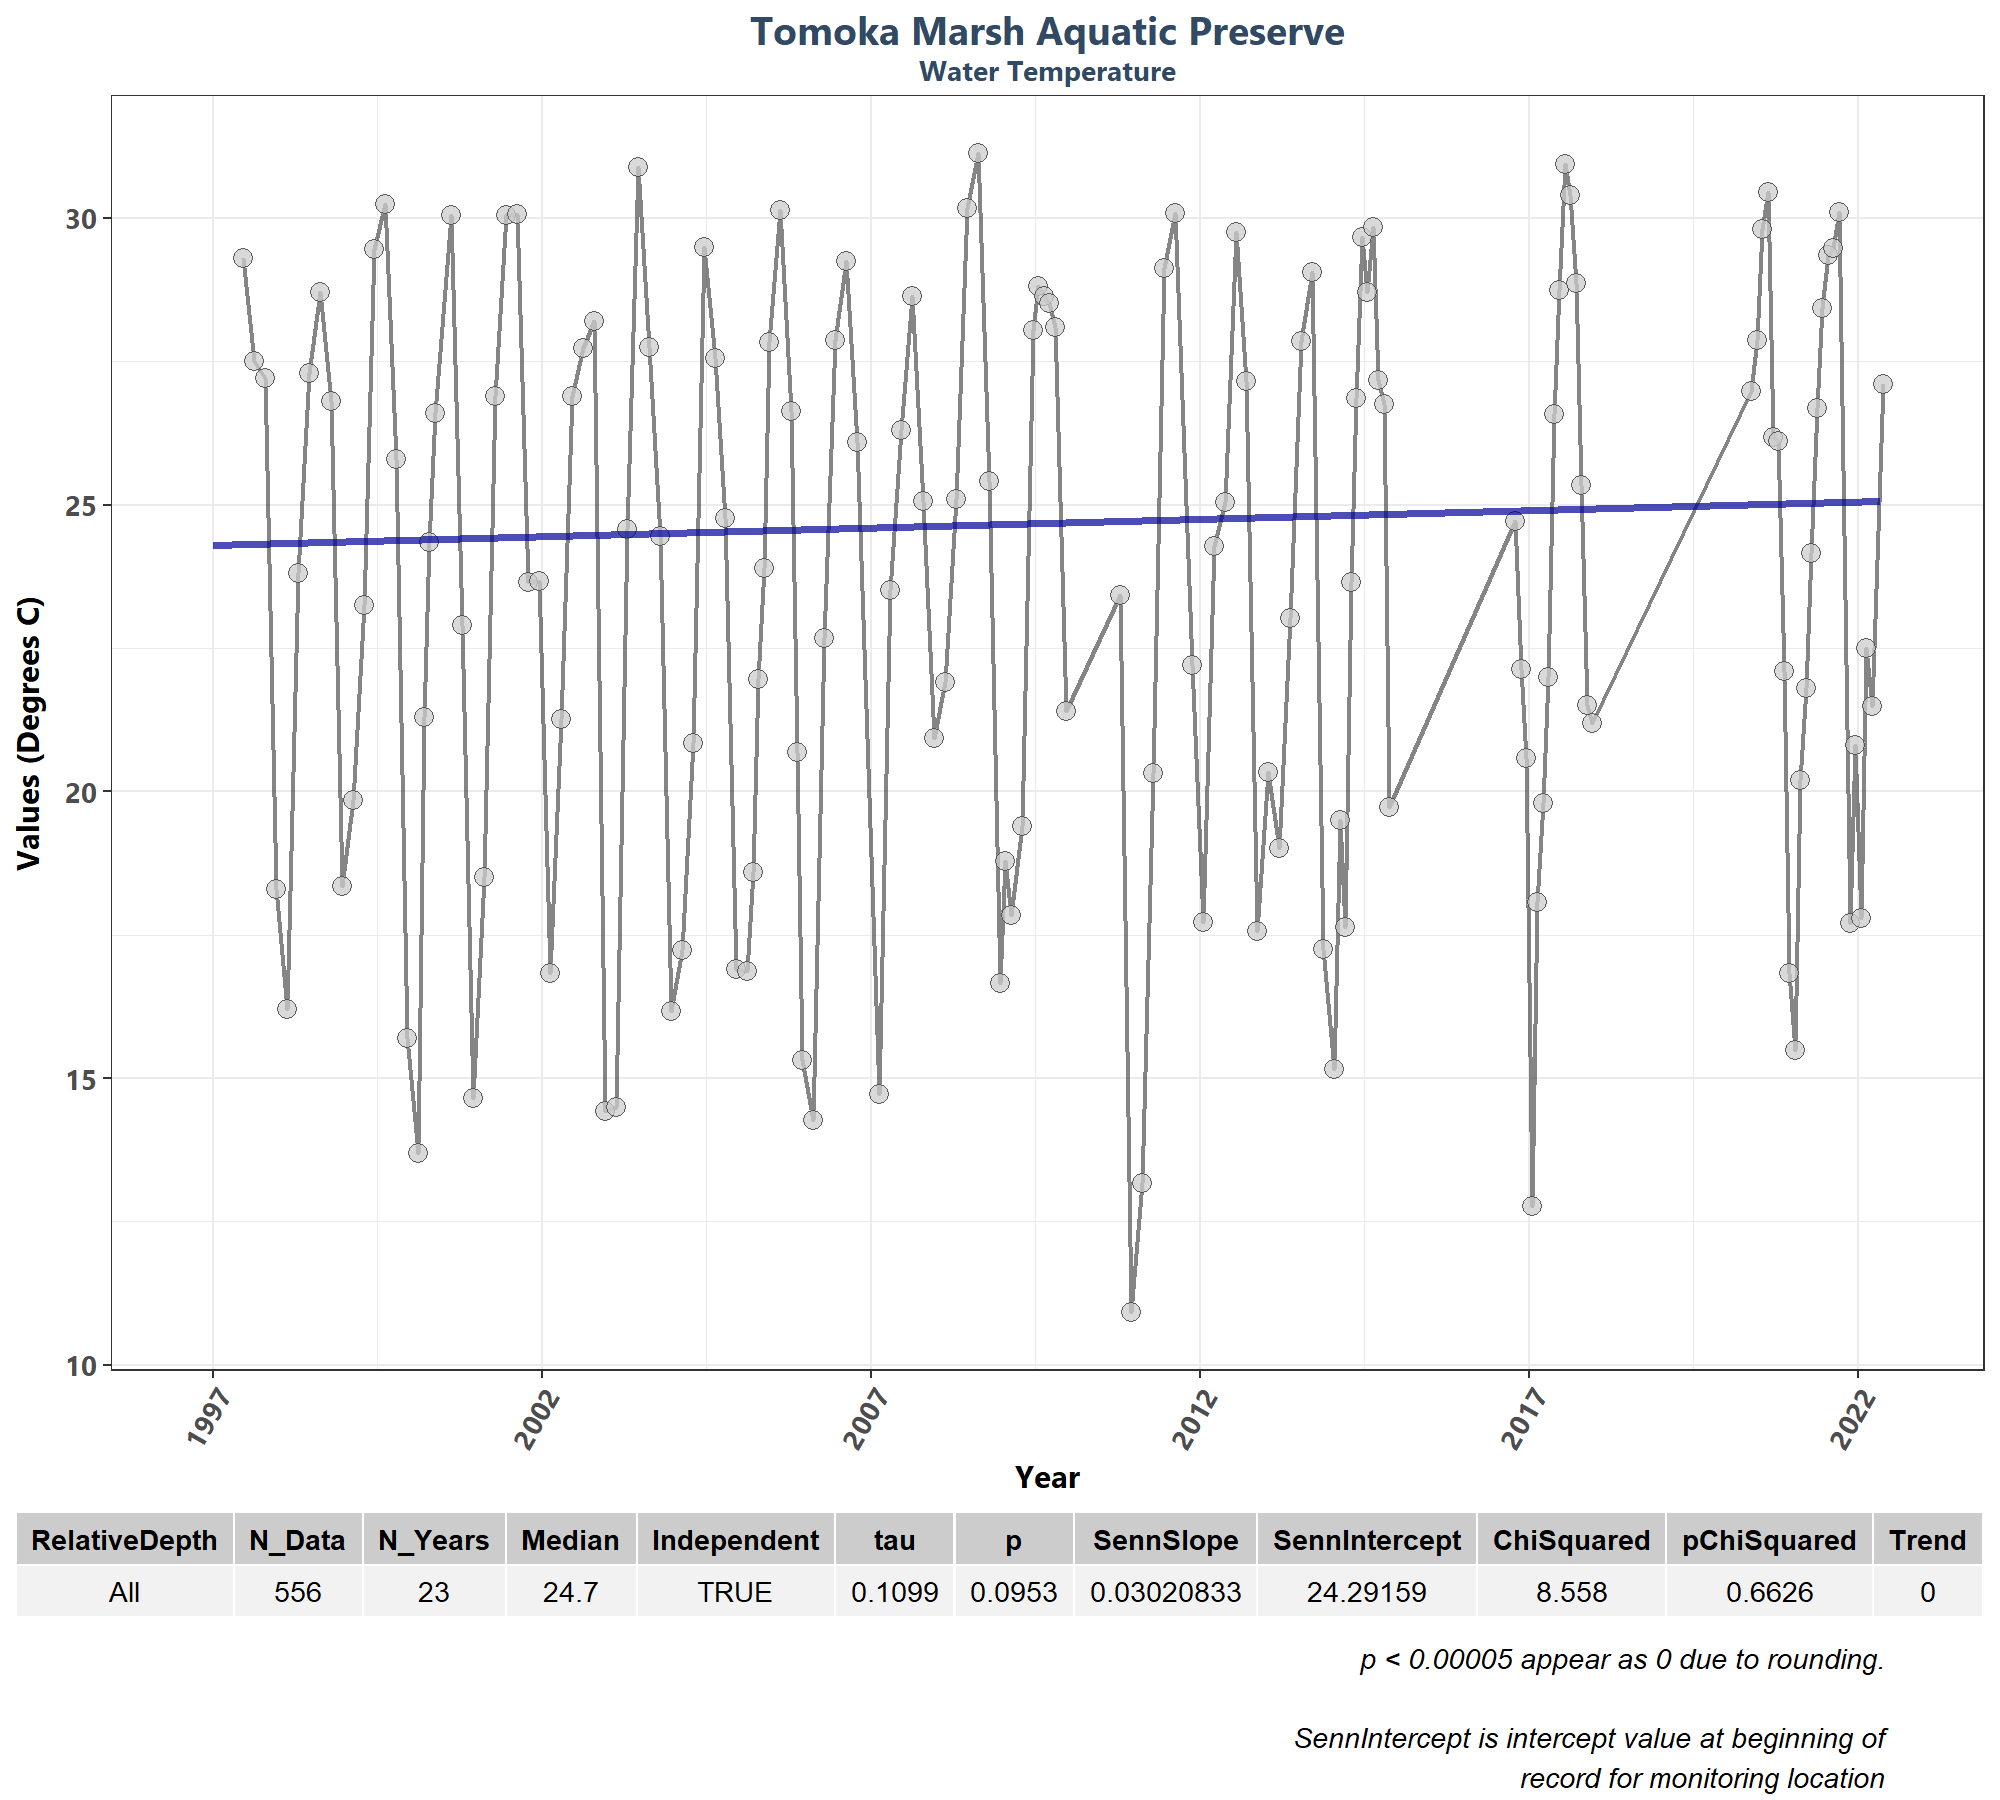 Tomoka Marsh Aquatic Preserve
Water Temperature
Values (Degrees C)
30
25
20
15
10
1997 2002 2007 2012 2017 2022
Year
RelativeDepth N_Data N_Years Median Independent tau p SennSlope SennIntercept ChiSquared pChiSquared Trend
All 556 23 24.7 TRUE 0.1099 0.0953 0.03020833 24.29159 8.558 0.6626 0
p < 0.00005 appear as 0 due to rounding.
SennIntercept is intercept value at beginning of
record for monitoring location